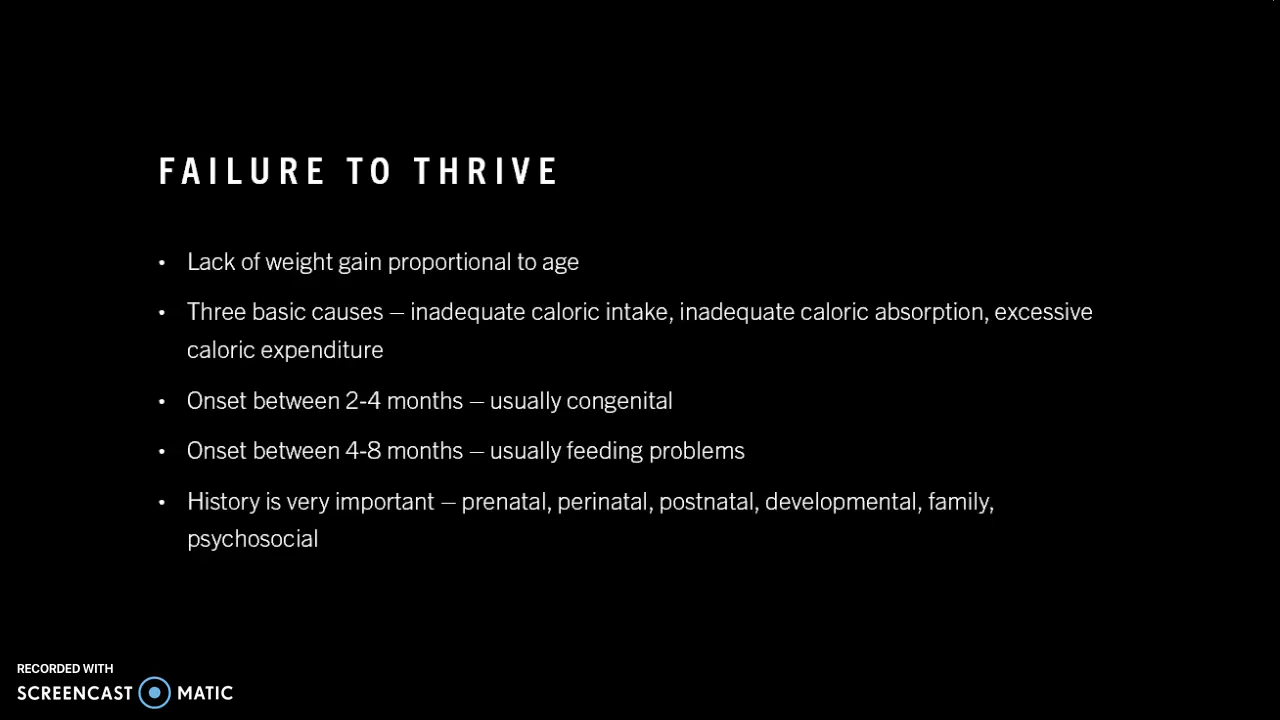 FAILURE TO THRIVE
• Lack of weight gain proportional to age
• Three basic causes – inadequate caloric intake, inadequate caloric absorption, excessive
caloric expenditure
• Onset between 2-4 months – usually congenital
• Onset between 4-8 months – usually feeding problems
• History is very important – prenatal, perinatal, postnatal, developmental, family,
psychosocial
RECORDED WITH
SCREENCAST MATIC